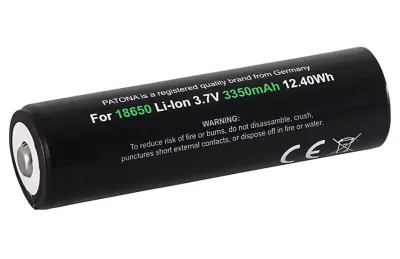 PATONA is a registered quality brand from Germany
For 18650 Li-Ion 3.7V 3350mAh 12.40Wh
WARNING:
To reduce risk of fire or burns, do not disassemble, crush,
punctures short external contacts, or dispose off in fire or water.
CE